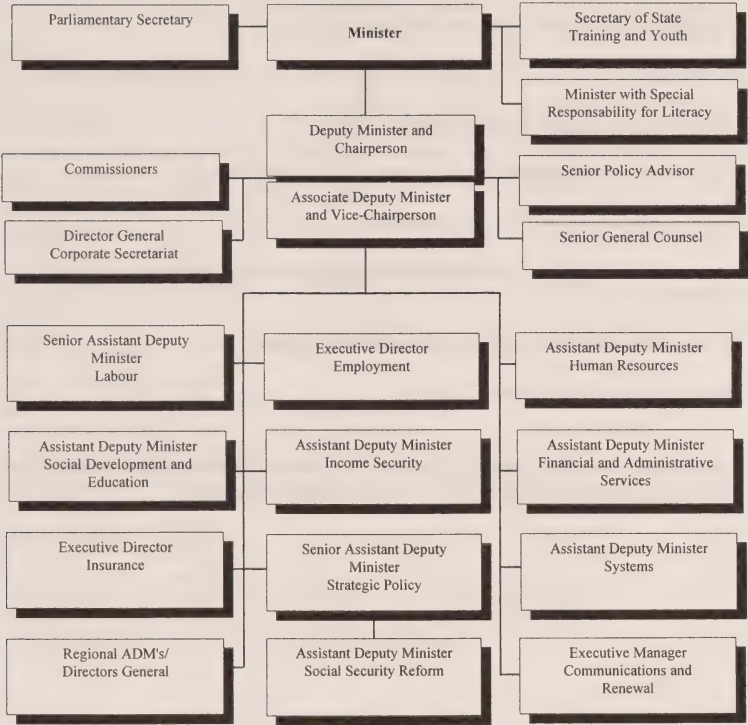 Parliamentary Secretary
Minister
Secretary of State
Training and Youth
Minister with Special
Responsability for Literacy
Deputy Minister and
Chairperson
Commissioners
Senior Policy Advisor
Associate Deputy Minister
and Vice-Chairperson
Director General
Corporate Secretariat
Senior General Counsel
Senior Assistant Deputy
Minister
Labour
Executive Director
Employment
Assistant Deputy Minister
Human Resources
Assistant Deputy Minister
Social Development and
Education
Assistant Deputy Minister
Income Security
Assistant Deputy Minister
Financial and Administrative
Services
Executive Director
Insurance
Senior Assistant Deputy
Minister
Strategic Policy
Assistant Deputy Minister
Systems
Regional ADM's/
Directors General
Assistant Deputy Minister
Social Security Reform
Executive Manager
Communications and
Renewal